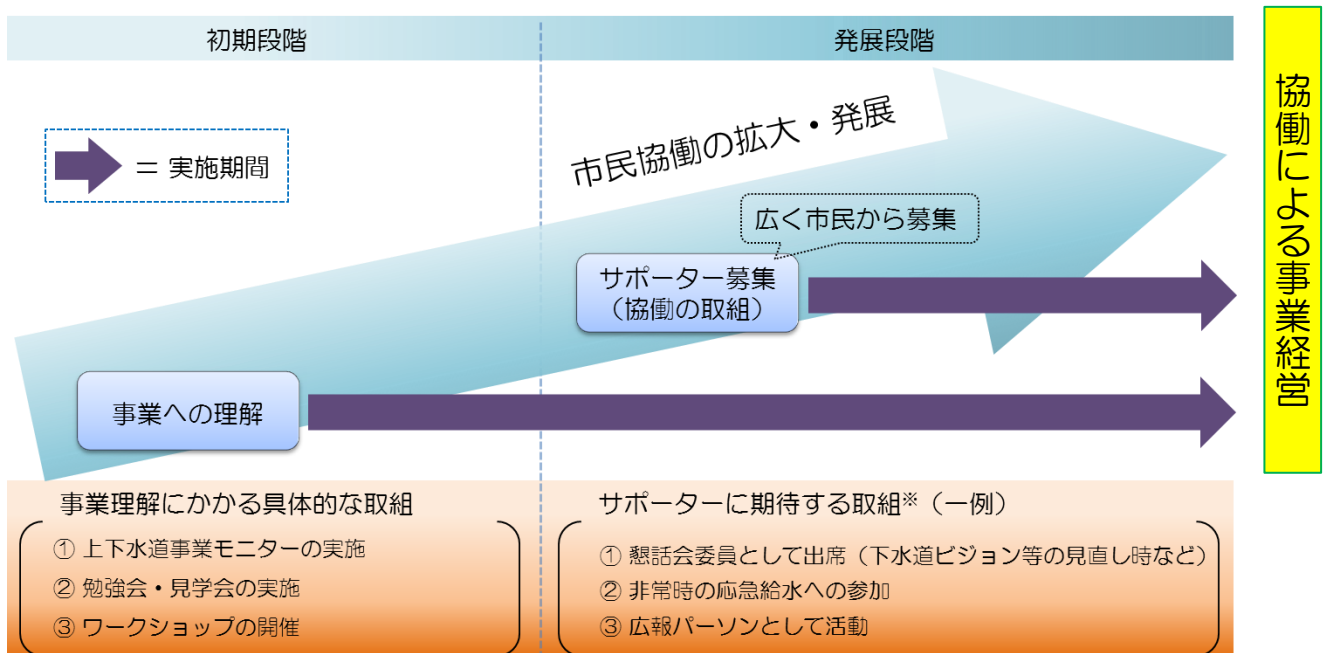 初期段階
発展段階
＝ 実施期間
市民協働の拡大・発展
広く市民から募集
サポーター募集
（協働の取組）
事業への理解
協働による事業経営
事業理解にかかる具体的な取組
① 上下水道事業モニターの実施
② 勉強会・見学会の実施
③ ワークショップの開催
サポーターに期待する取組※（一例）
① 懇話会委員として出席（下水道ビジョン等の見直し時など）
② 非常時の応急給水への参加
③ 広報パーソンとして活動